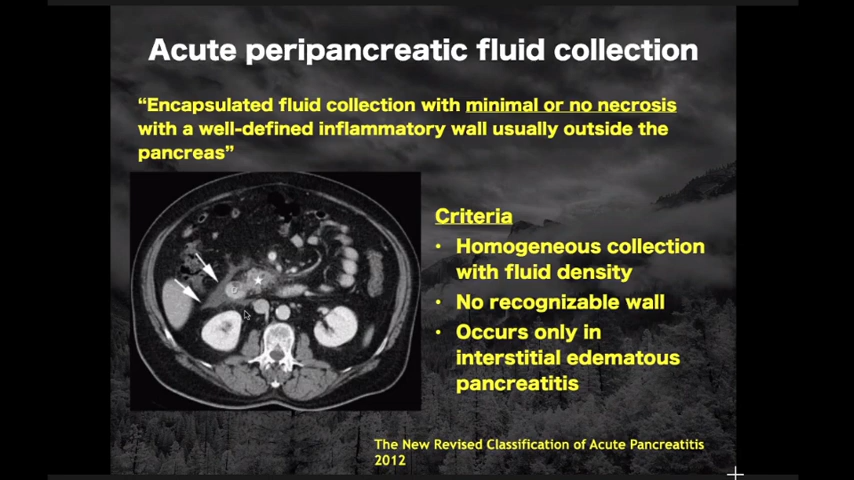 Acute peripancreatic fluid collection
“Encapsulated fluid collection with minimal or no necrosis
with a well-defined inflammatory wall usually outside the
pancreas”
Criteria
• Homogeneous collection
with fluid density
• No recognizable wall
• Occurs only in
interstitial edematous
pancreatitis
The New Revised Classification of Acute Pancreatitis
2012